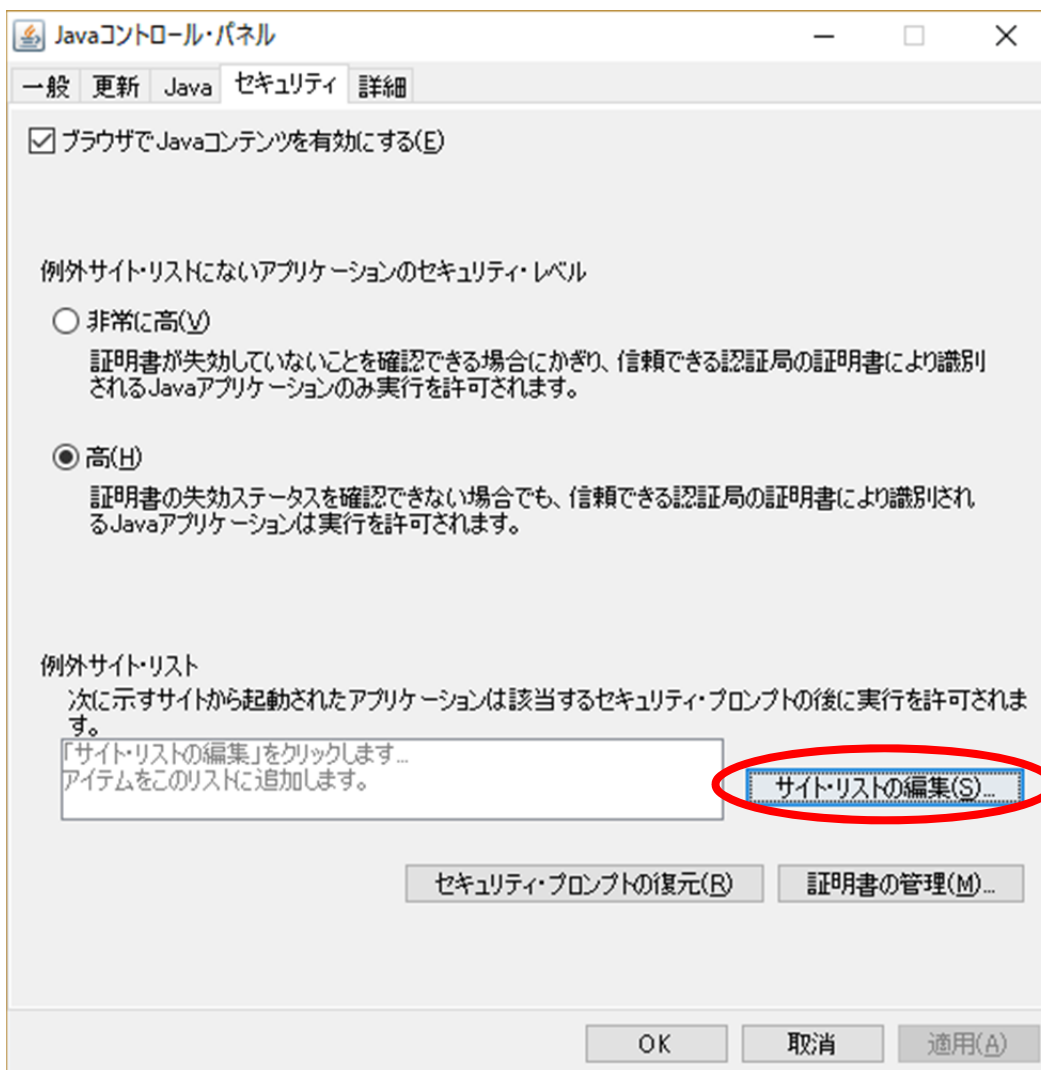 Javaコントロール・パネル
一般 更新 Java セキュリティ 詳細
ブラウザでJavaコンテンツを有効にする(E)
例外サイト・リストにないアプリケーションのセキュリティ・レベル
非常に高(V)
証明書が失効していないことを確認できる場合にかぎり、信頼できる認証局の証明書により識別
されるJavaアプリケーションのみ実行を許可されます。
高(H)
証明書の失効ステータスを確認できない場合でも、信頼できる認証局の証明書により識別され
るJavaアプリケーションは実行を許可されます。
例外サイト・リスト
次に示すサイトから起動されたアプリケーションは該当するセキュリティ・プロンプトの後に実行を許可されま
す。
「サイト・リストの編集」をクリックします...
アイテムをこのリストに追加します。
サイト・リストの編集(S)...
セキュリティ・プロンプトの復元(R) 証明書の管理(M)...
OK 取消 適用(A)